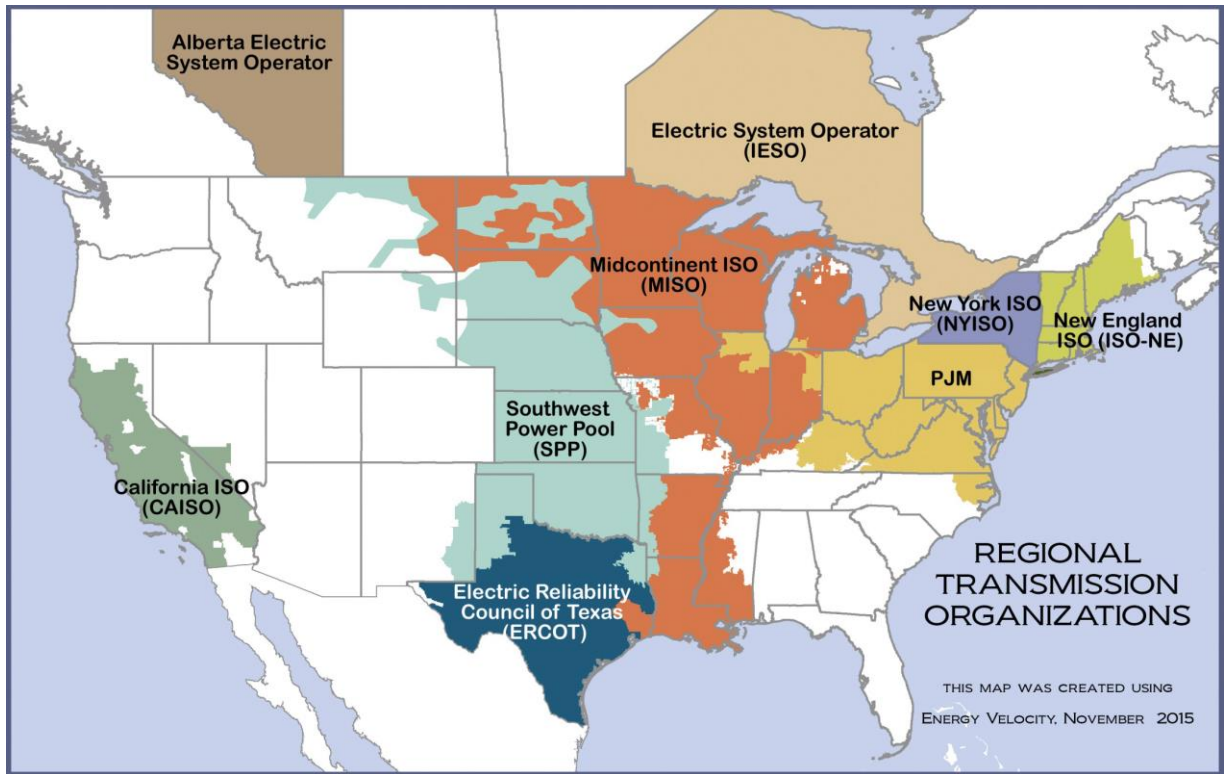 Alberta Electric
System Operator
Electric System Operator
(IESO)
Midcontinent ISO
(MISO)
New York ISO
(NYISO)
New England
ISO (ISO-NE)
PJM
Southwest
Power Pool
(SPP)
California ISO
(CAISO)
Electric Reliability
Council of Texas
(ERCOT)
REGIONAL
TRANSMISSION
ORGANIZATIONS
THIS MAP WAS CREATED USING
ENERGY VELOCITY, NOVEMBER 2015